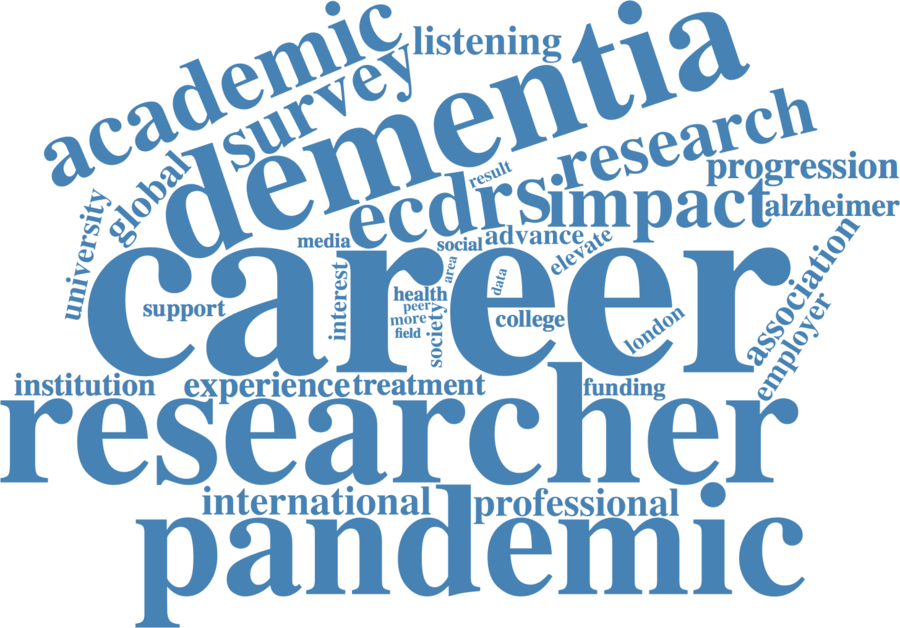 academic
listening
survey
dementia
research
progression
global
university
result
ecdrs
impact
alzheimer
media
social
advance
elevate
career
area
data
interest
health
peer
more
field
society
support
college
london
association
employer
institution
experience
treatment
funding
researcher
international
professional
pandemic